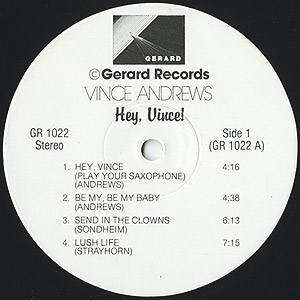 GERARD
© Gerard Records
VINCE ANDREWS
Hey, Vince!
GR 1022
Stereo
Side 1
(GR 1022 A)
1. HEY, VINCE 4:16
(PLAY YOUR SAXOPHONE)
(ANDREWS)
2. BE MY, BE MY BABY 4:38
(ANDREWS)
3. SEND IN THE CLOWNS 6:13
(SONDHEIM)
4. LUSH LIFE 7:15
(STRAYHORN)